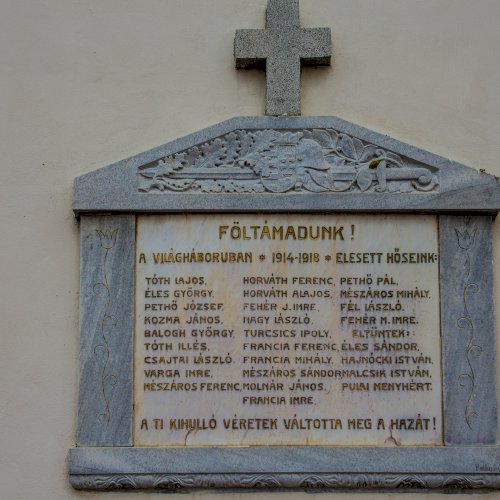 FÖLTÁMADUNK!
A VILÁGHÁBORUBAN * 1914-1918 * ELESETT HŐSEINK:
TÓTH LAJOS, HORVÁTH FERENC, PETHŐ PÁL,
ÉLES GYÖRGY, HORVÁTH ALAJOS, MÉSZÁROS MIHÁLY,
PETHŐ JÓZSEF, FEHÉR J. IMRE, FÉL LÁSZLÓ,
KOZMA JÁNOS, NAGY LÁSZLÓ, FEHÉR M. IMRE.
BALOGH GYÖRGY, TURCSICS IPOLY, ELTÜNTEK:
TÓTH ILLÉS, FRANCIA FERENC, ÉLES SÁNDOR,
CSAJTAI LÁSZLÓ, FRANCIA MIHÁLY, HAJNÓCKI ISTVÁN,
VARGA IMRE, MÉSZÁROS SÁNDOR MALCSIK ISTVÁN,
MÉSZÁROS FERENC, MOLNÁR JÁNOS, PULAI MENYHÉRT.
FRANCIA IMRE.
A TI KIHULLÓ VÉRETEK VÁLTOTTA MEG A HAZÁT!